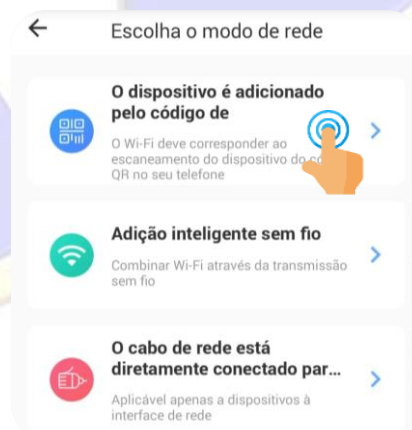 Escolha o modo de rede
O dispositivo é adicionado
pelo código de
O Wi-Fi deve corresponder ao
escaneamento do dispositivo do
QR no seu telefone
Adição inteligente sem fio
Combinar Wi-Fi através da transmissão
sem fio
O cabo de rede está
diretamente conectado par...
Aplicável apenas a dispositivos à
interface de rede